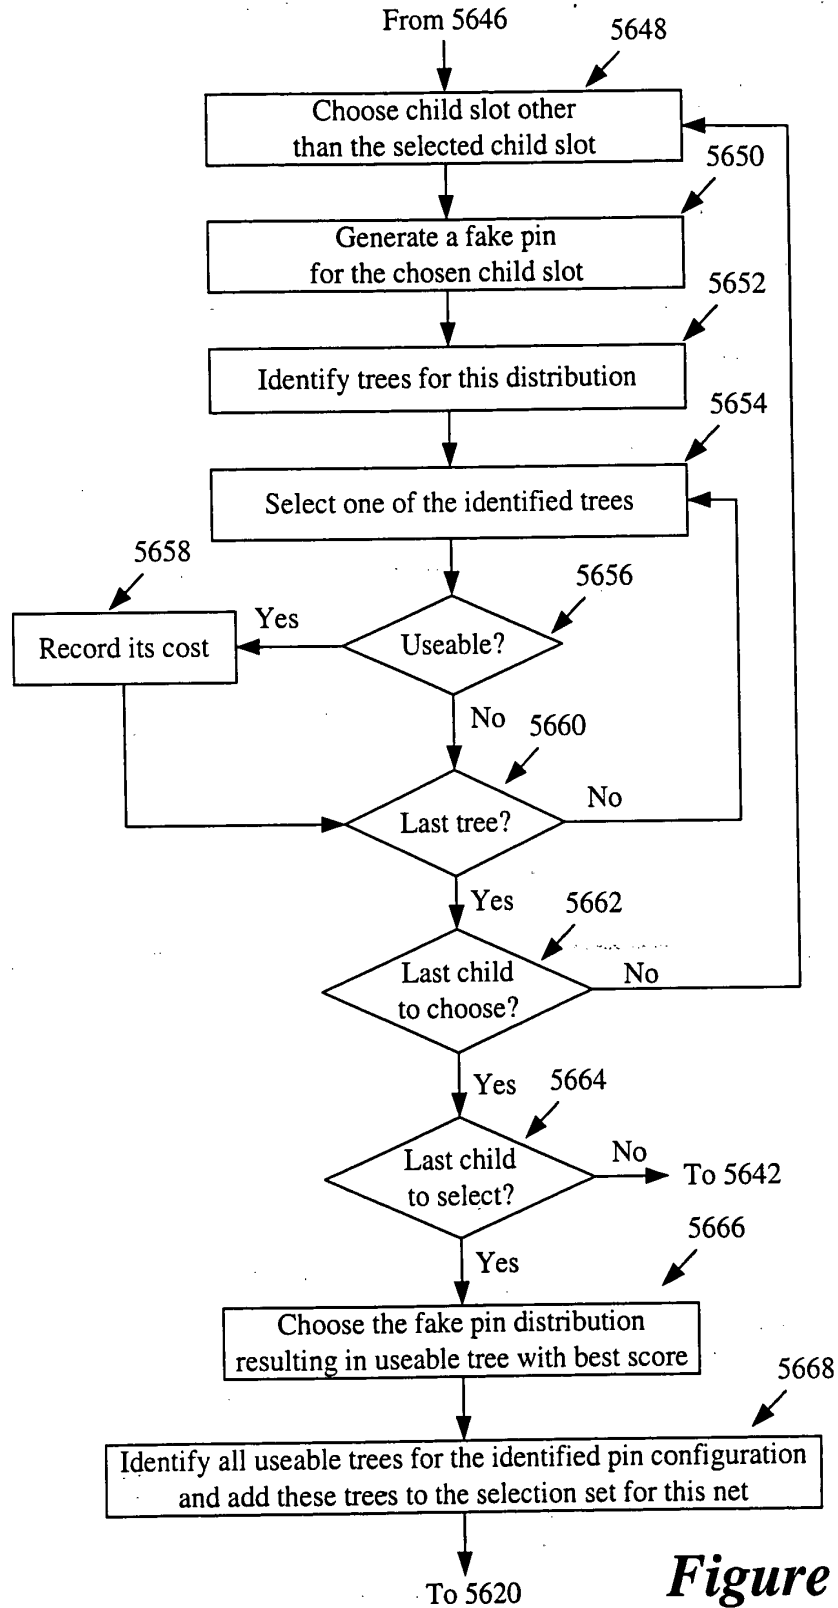 From 5646
5648
Choose child slot other
than the selected child slot
5650
Generate a fake pin
for the chosen child slot
5652
Identify trees for this distribution
5654
Select one of the identified trees
5658
5656
Yes
Record its cost
Useable?
No
5660
Last tree?
No
Yes
5662
Last child
to choose?
No
Yes
5664
Last child
to select?
No
To 5642
5666
Yes
Choose the fake pin distribution
resulting in useable tree with best score
5668
Identify all useable trees for the identified pin configuration
and add these trees to the selection set for this net
To 5620
Figure